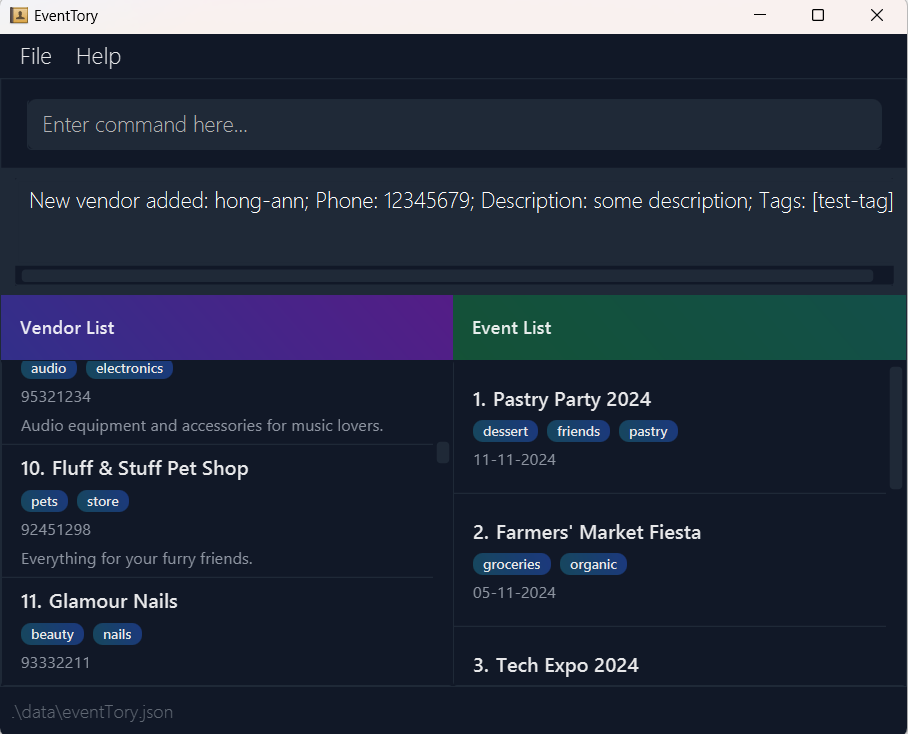 EventTory
File Help
Enter command here...
New vendor added: hong-ann; Phone: 12345679; Description: some description; Tags: [test-tag]
Vendor List
audio electronics
95321234
Audio equipment and accessories for music lovers.
10. Fluff & Stuff Pet Shop
pets store
92451298
Everything for your furry friends.
11. Glamour Nails
beauty nails
93332211
Event List
1. Pastry Party 2024
dessert friends pastry
11-11-2024
2. Farmers' Market Fiesta
groceries organic
05-11-2024
3. Tech Expo 2024
.\data\eventTory.json